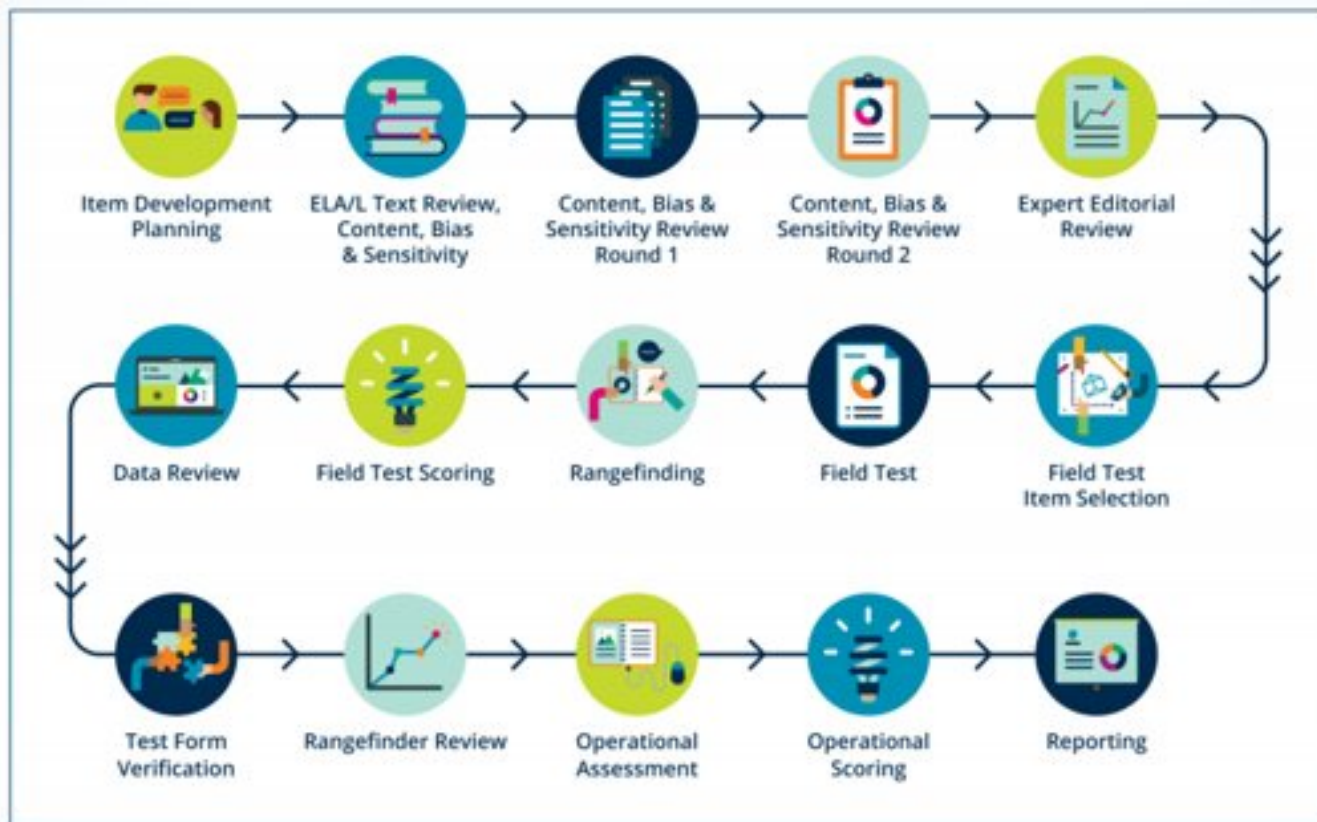 Item Development
Planning
ELA/L Text Review,
Content, Bias
& Sensitivity
Content, Bias &
Sensitivity Review
Round 1
Content, Bias &
Sensitivity Review
Round 2
Expert Editorial
Review
Data Review
Field Test Scoring
Rangefinding
Field Test
Field Test
Item Selection
Test Form
Verification
Rangefinder Review
Operational
Assessment
Operational
Scoring
Reporting